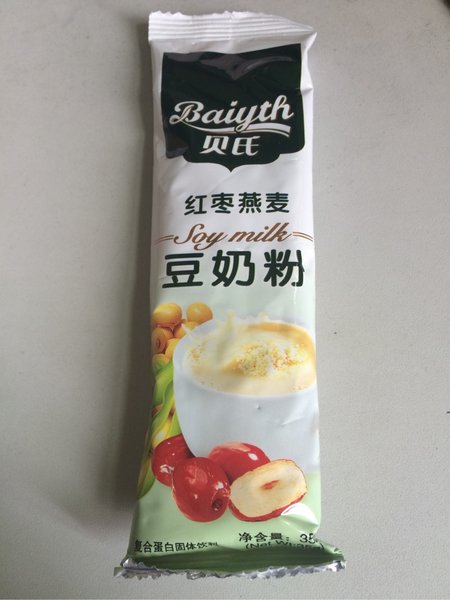 Baiyth
贝氏
红枣燕麦
Soy milk
豆奶粉
复合蛋白固体饮料
净含量: 35
(Net W